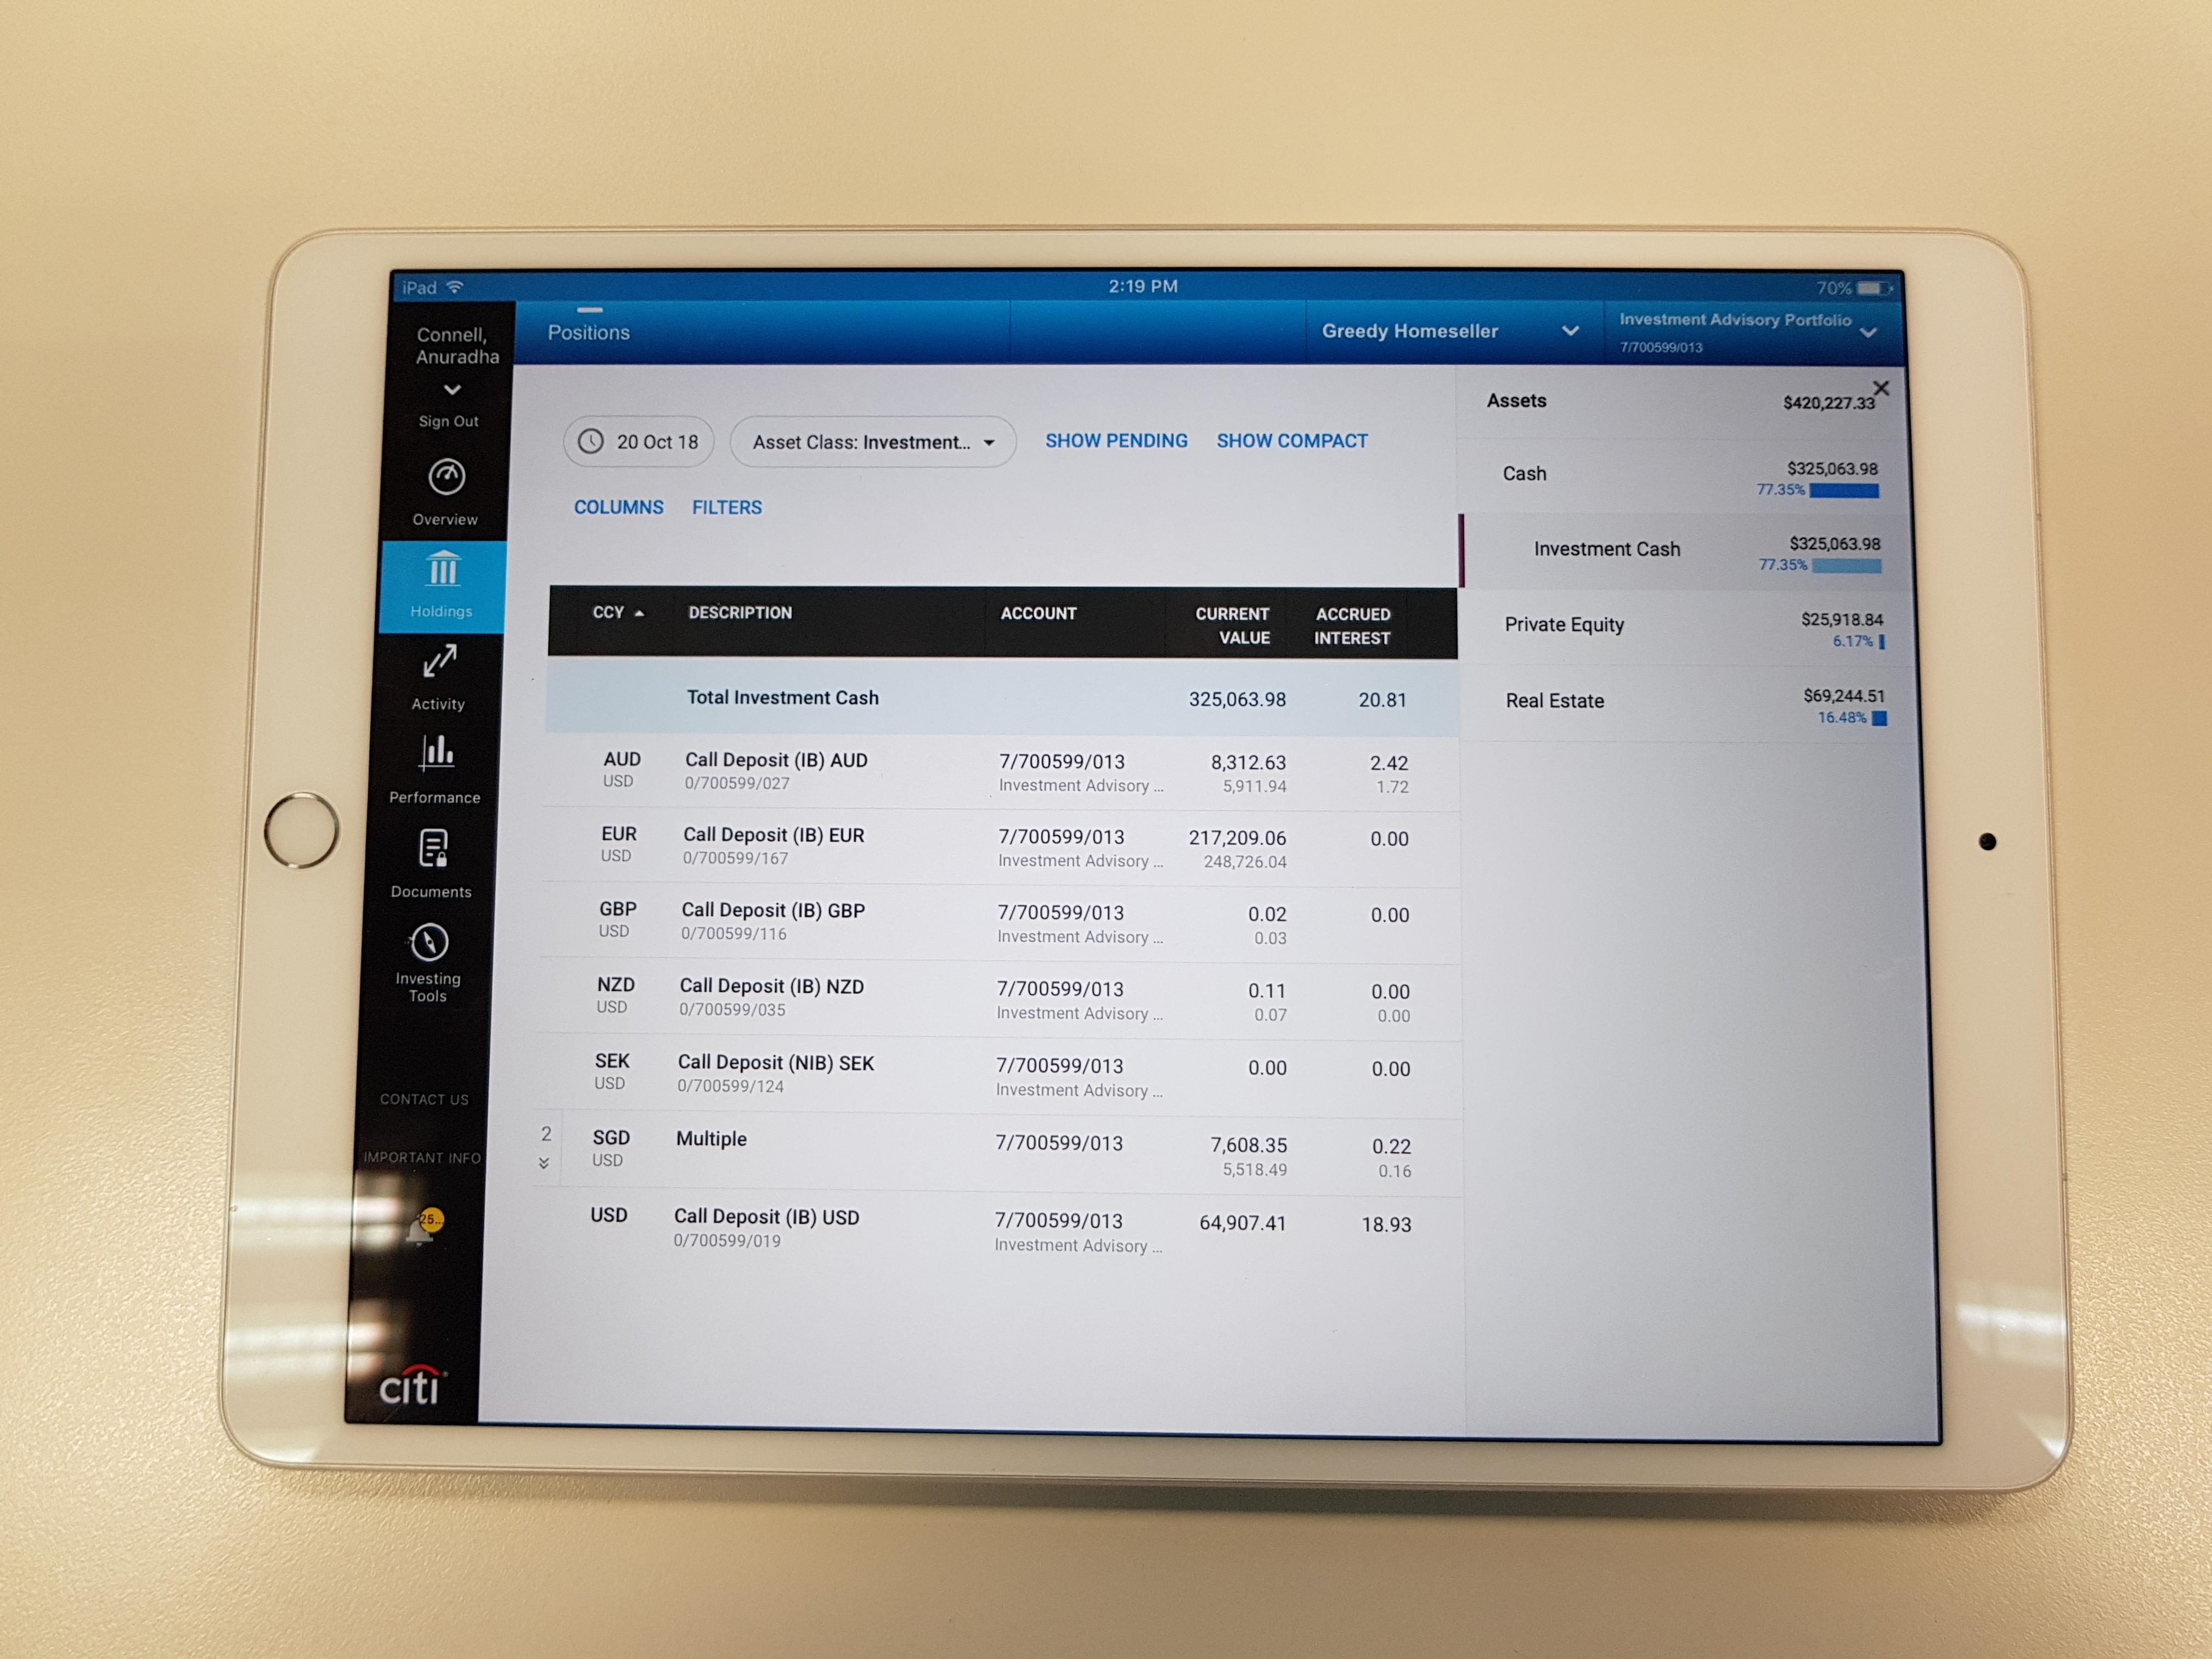 iPad
2:19 PM
70%
Connell,
Anuradha
Sign Out
Overview
Holdings
Activity
Performance
Documents
Investing
Tools
CONTACT US
IMPORTANT INFO
25...
citi
Positions
Greedy Homeseller
Investment Advisory Portfolio
7/700599/013
20 Oct 18
Asset Class: Investment...
SHOW PENDING SHOW COMPACT
COLUMNS FILTERS
CCY DESCRIPTION ACCOUNT CURRENT VALUE ACCRUED INTEREST
Total Investment Cash 325,063.98 20.81
AUD Call Deposit (IB) AUD 7/700599/013 8,312.63 2.42
USD 0/700599/027 Investment Advisory ... 5,911.94 1.72
EUR Call Deposit (IB) EUR 7/700599/013 217,209.06 0.00
USD 0/700599/167 Investment Advisory ... 248,726.04
GBP Call Deposit (IB) GBP 7/700599/013 0.02 0.00
USD 0/700599/116 Investment Advisory ... 0.03
NZD Call Deposit (IB) NZD 7/700599/013 0.11 0.00
USD 0/700599/035 Investment Advisory ... 0.07 0.00
SEK Call Deposit (NIB) SEK 7/700599/013 0.00 0.00
USD 0/700599/124 Investment Advisory ...
2 SGD Multiple 7/700599/013 7,608.35 0.22
USD 5,518.49 0.16
USD Call Deposit (IB) USD 7/700599/013 64,907.41 18.93
0/700599/019 Investment Advisory ...
Assets $420,227.33
Cash $325,063.98
77.35%
Investment Cash $325,063.98
77.35%
Private Equity $25,918.84
6.17%
Real Estate $69,244.51
16.48%